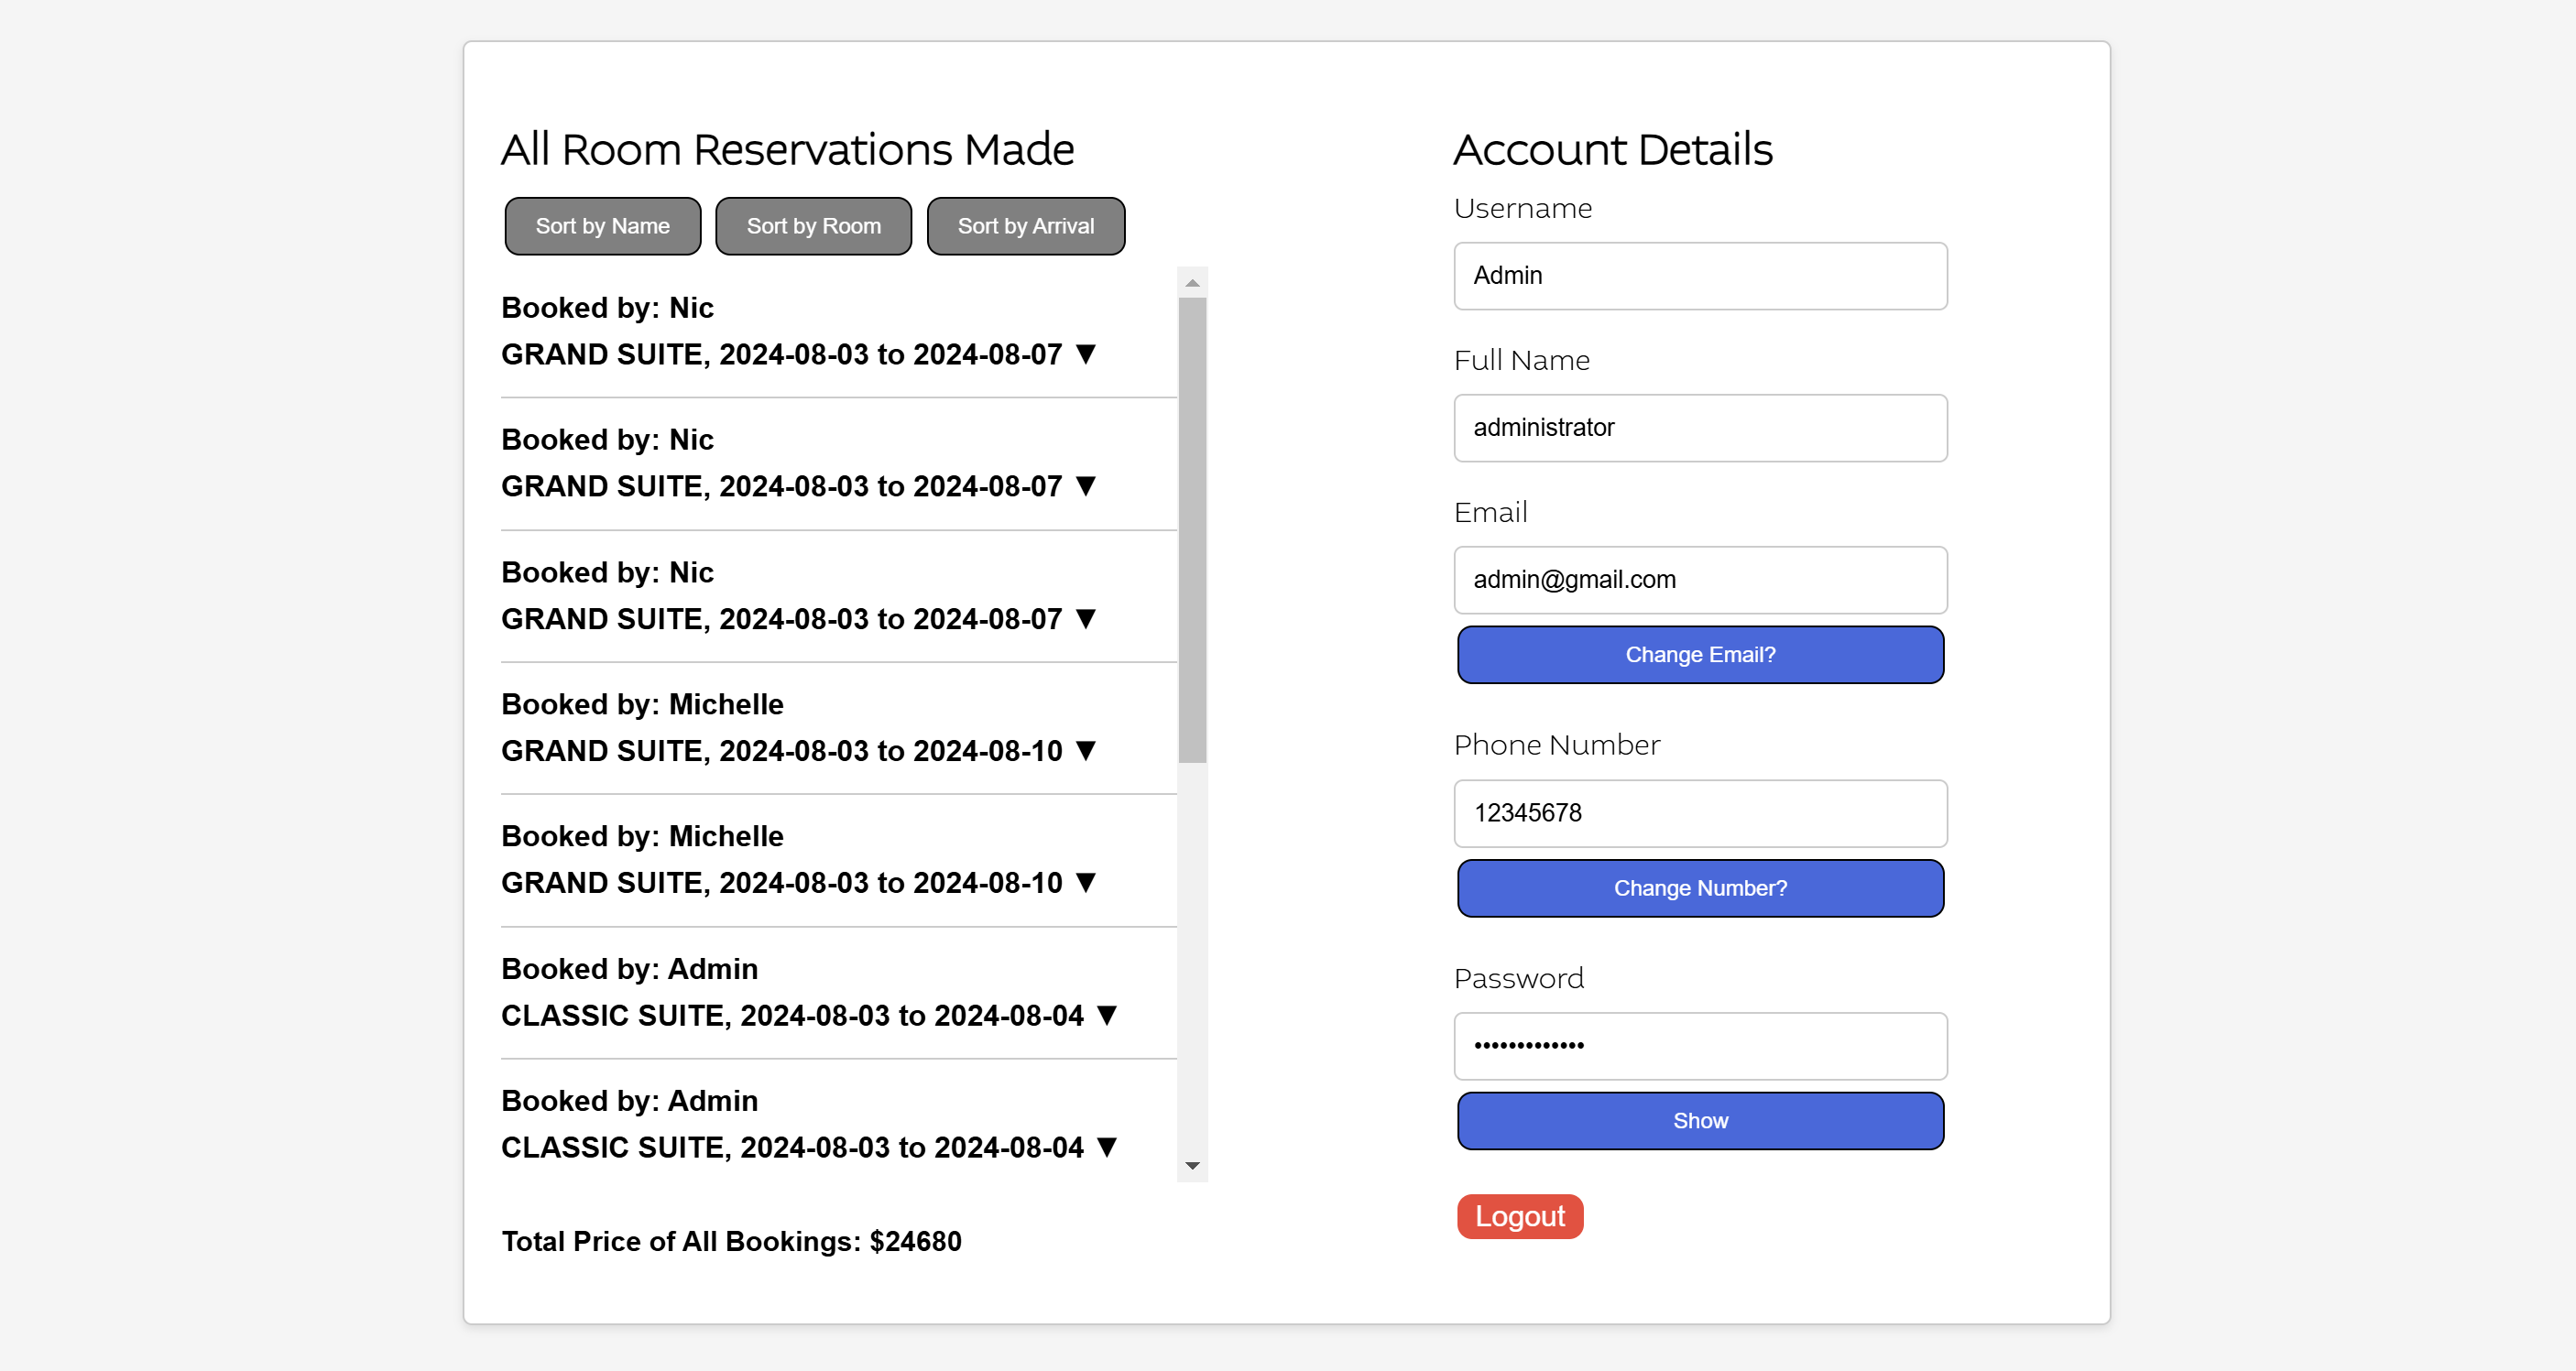 All Room Reservations Made
Sort by Name Sort by Room Sort by Arrival
Booked by: Nic
GRAND SUITE, 2024-08-03 to 2024-08-07 ▼
Booked by: Nic
GRAND SUITE, 2024-08-03 to 2024-08-07 ▼
Booked by: Nic
GRAND SUITE, 2024-08-03 to 2024-08-07 ▼
Booked by: Michelle
GRAND SUITE, 2024-08-03 to 2024-08-10 ▼
Booked by: Michelle
GRAND SUITE, 2024-08-03 to 2024-08-10 ▼
Booked by: Admin
CLASSIC SUITE, 2024-08-03 to 2024-08-04 ▼
Booked by: Admin
CLASSIC SUITE, 2024-08-03 to 2024-08-04 ▼
Total Price of All Bookings: $24680
Account Details
Username
Admin
Full Name
administrator
Email
admin@gmail.com
Change Email?
Phone Number
12345678
Change Number?
Password
•••••••••••••
Show
Logout